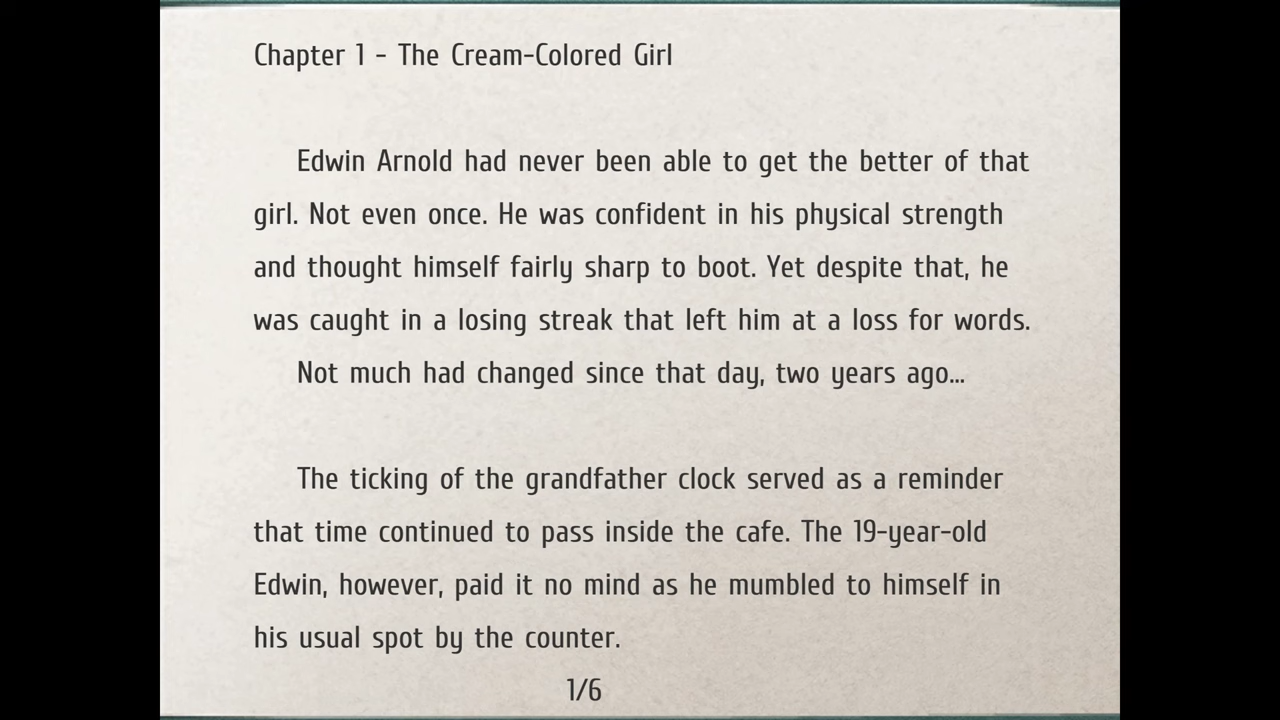 Chapter 1 - The Cream-Colored Girl
Edwin Arnold had never been able to get the better of that
girl. Not even once. He was confident in his physical strength
and thought himself fairly sharp to boot. Yet despite that, he
was caught in a losing streak that left him at a loss for words.
Not much had changed since that day, two years ago...
The ticking of the grandfather clock served as a reminder
that time continued to pass inside the cafe. The 19-year-old
Edwin, however, paid it no mind as he mumbled to himself in
his usual spot by the counter.
1/6